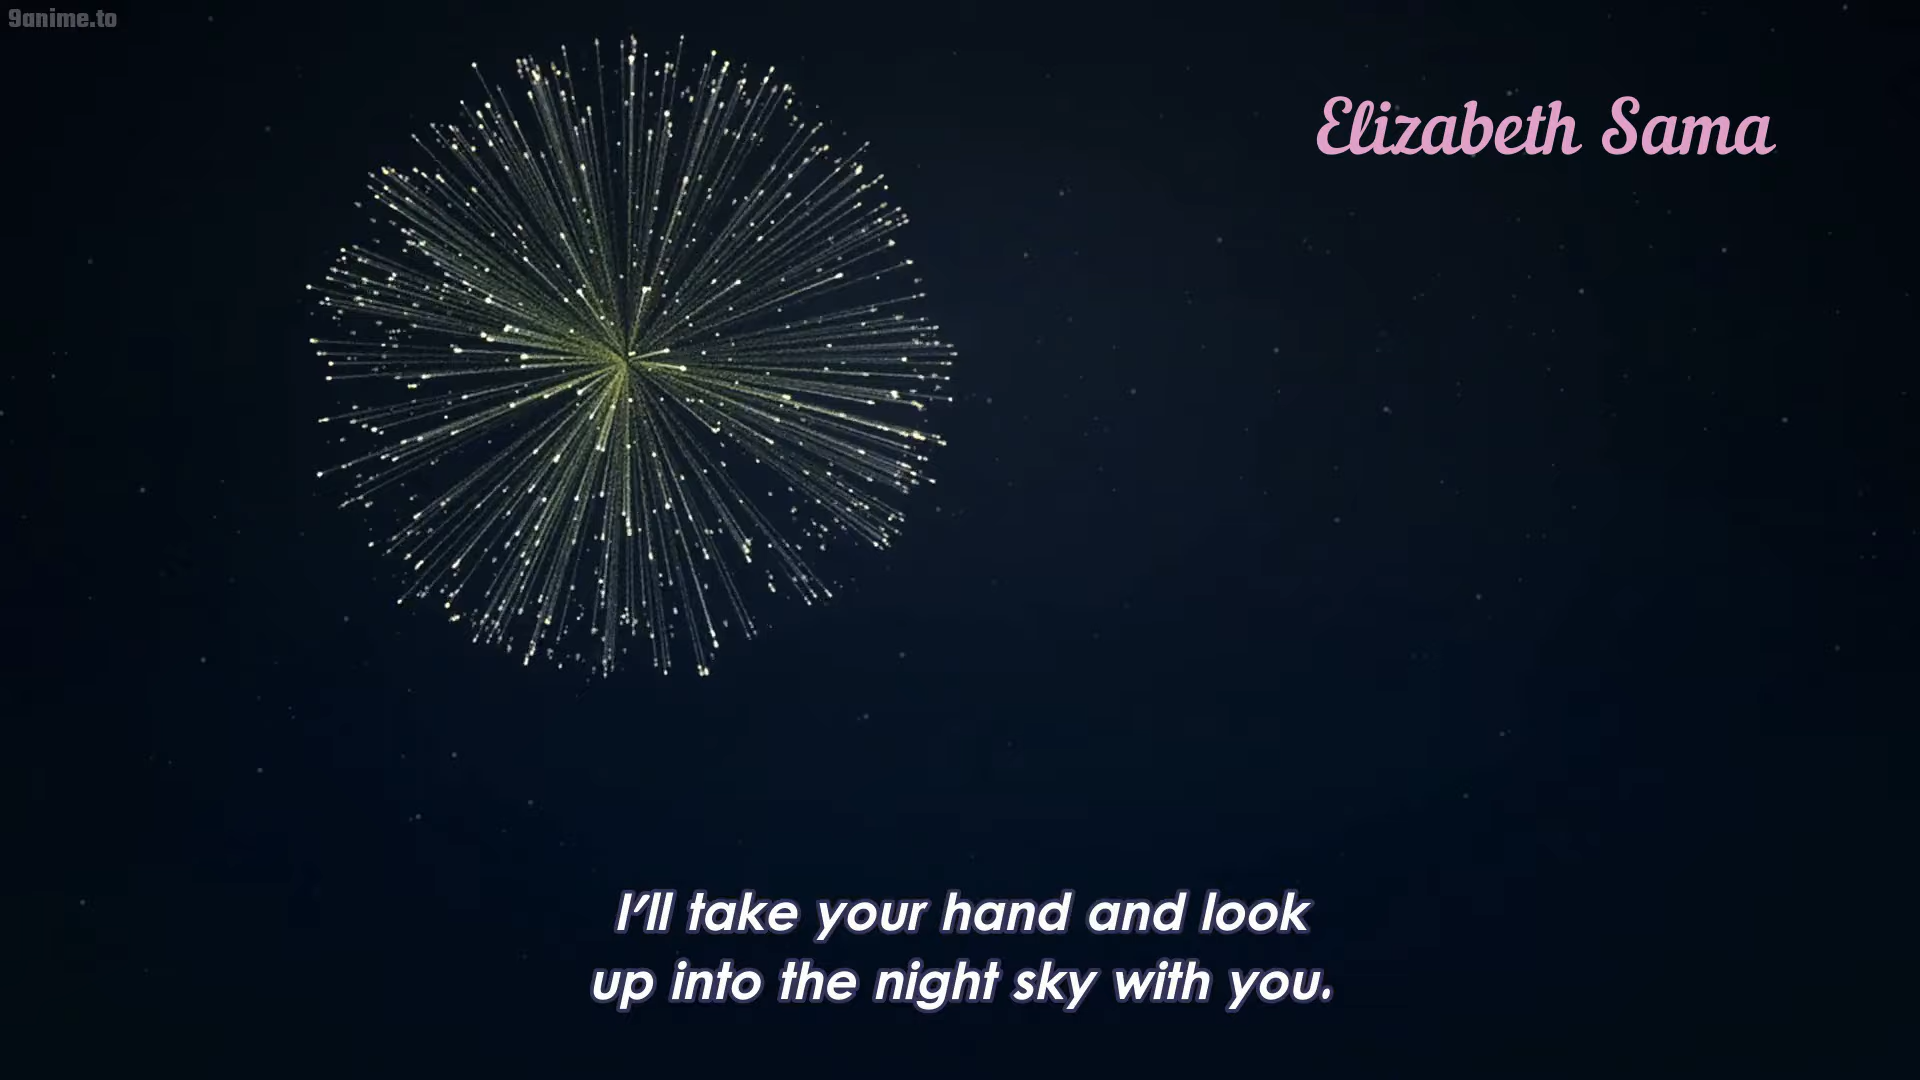 9anime.to
Elizabeth Sama
I'll take your hand and look
up into the night sky with you.